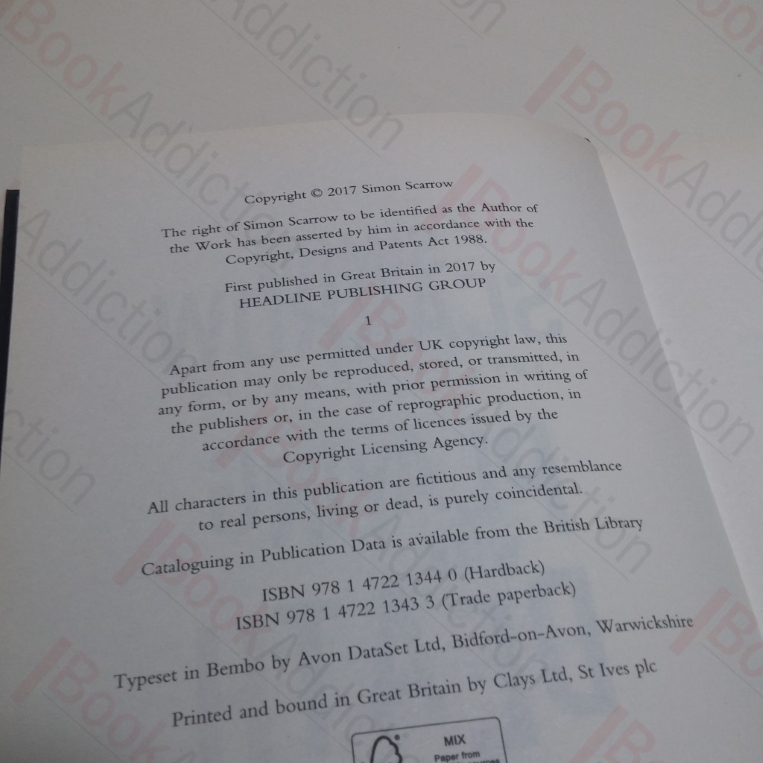 Copyright © 2017 Simon Scarrow
The right of Simon Scarrow to be identified as the Author of
the Work has been asserted by him in accordance with the
Copyright, Designs and Patents Act 1988.
First published in Great Britain in 2017 by
HEADLINE PUBLISHING GROUP
1
Apart from any use permitted under UK copyright law, this
publication may only be reproduced, stored, or transmitted, in
any form, or by any means, with prior permission in writing of
the publishers or, in the case of reprographic production, in
accordance with the terms of licences issued by the
Copyright Licensing Agency.
All characters in this publication are fictitious and any resemblance
to real persons, living or dead, is purely coincidental.
Cataloguing in Publication Data is available from the British Library
ISBN 978 1 4722 1344 0 (Hardback)
ISBN 978 1 4722 1343 3 (Trade paperback)
Typeset in Bembo by Avon DataSet Ltd, Bidford-on-Avon, Warwickshire
Printed and bound in Great Britain by Clays Ltd, St Ives plc
MIX
Paper from
BookAddiction